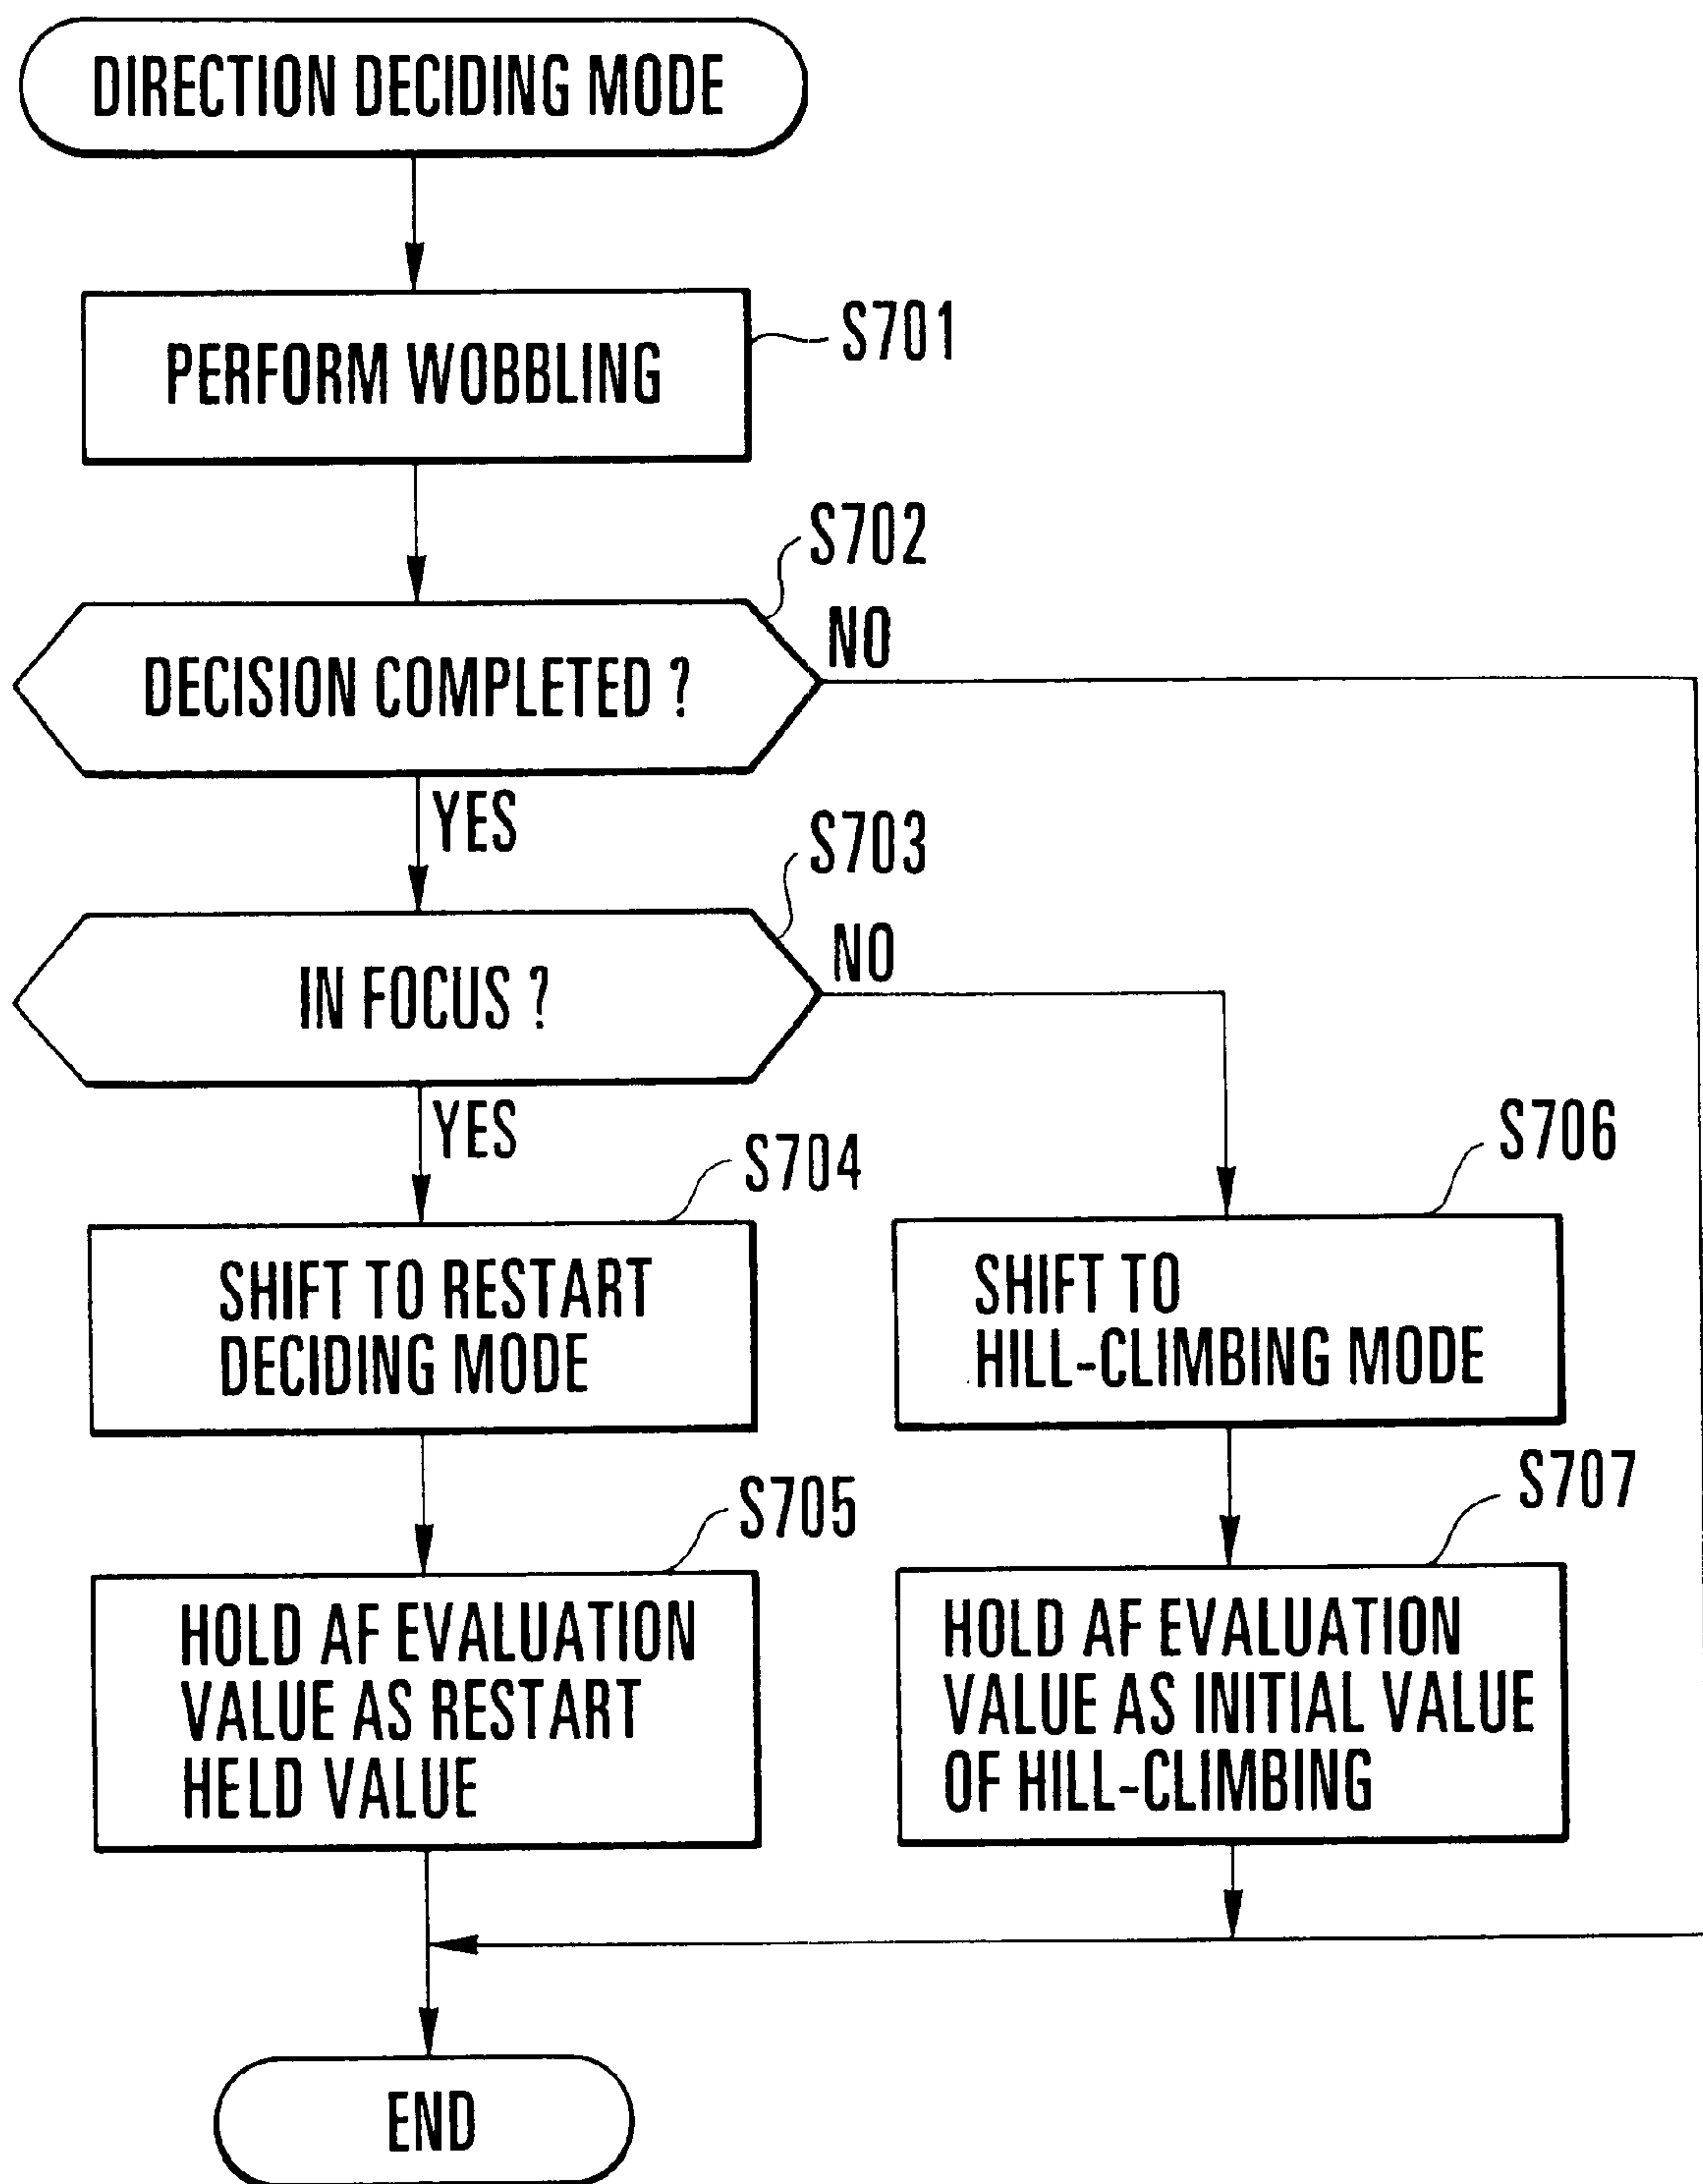 DIRECTION DECIDING MODE
PERFORM WOBBLING
S701
S702
DECISION COMPLETED ?
NO
YES
S703
IN FOCUS ?
NO
YES
S704
SHIFT TO RESTART
DECIDING MODE
S706
SHIFT TO
HILL-CLIMBING MODE
S705
HOLD AF EVALUATION
VALUE AS RESTART
HELD VALUE
S707
HOLD AF EVALUATION
VALUE AS INITIAL VALUE
OF HILL-CLIMBING
END